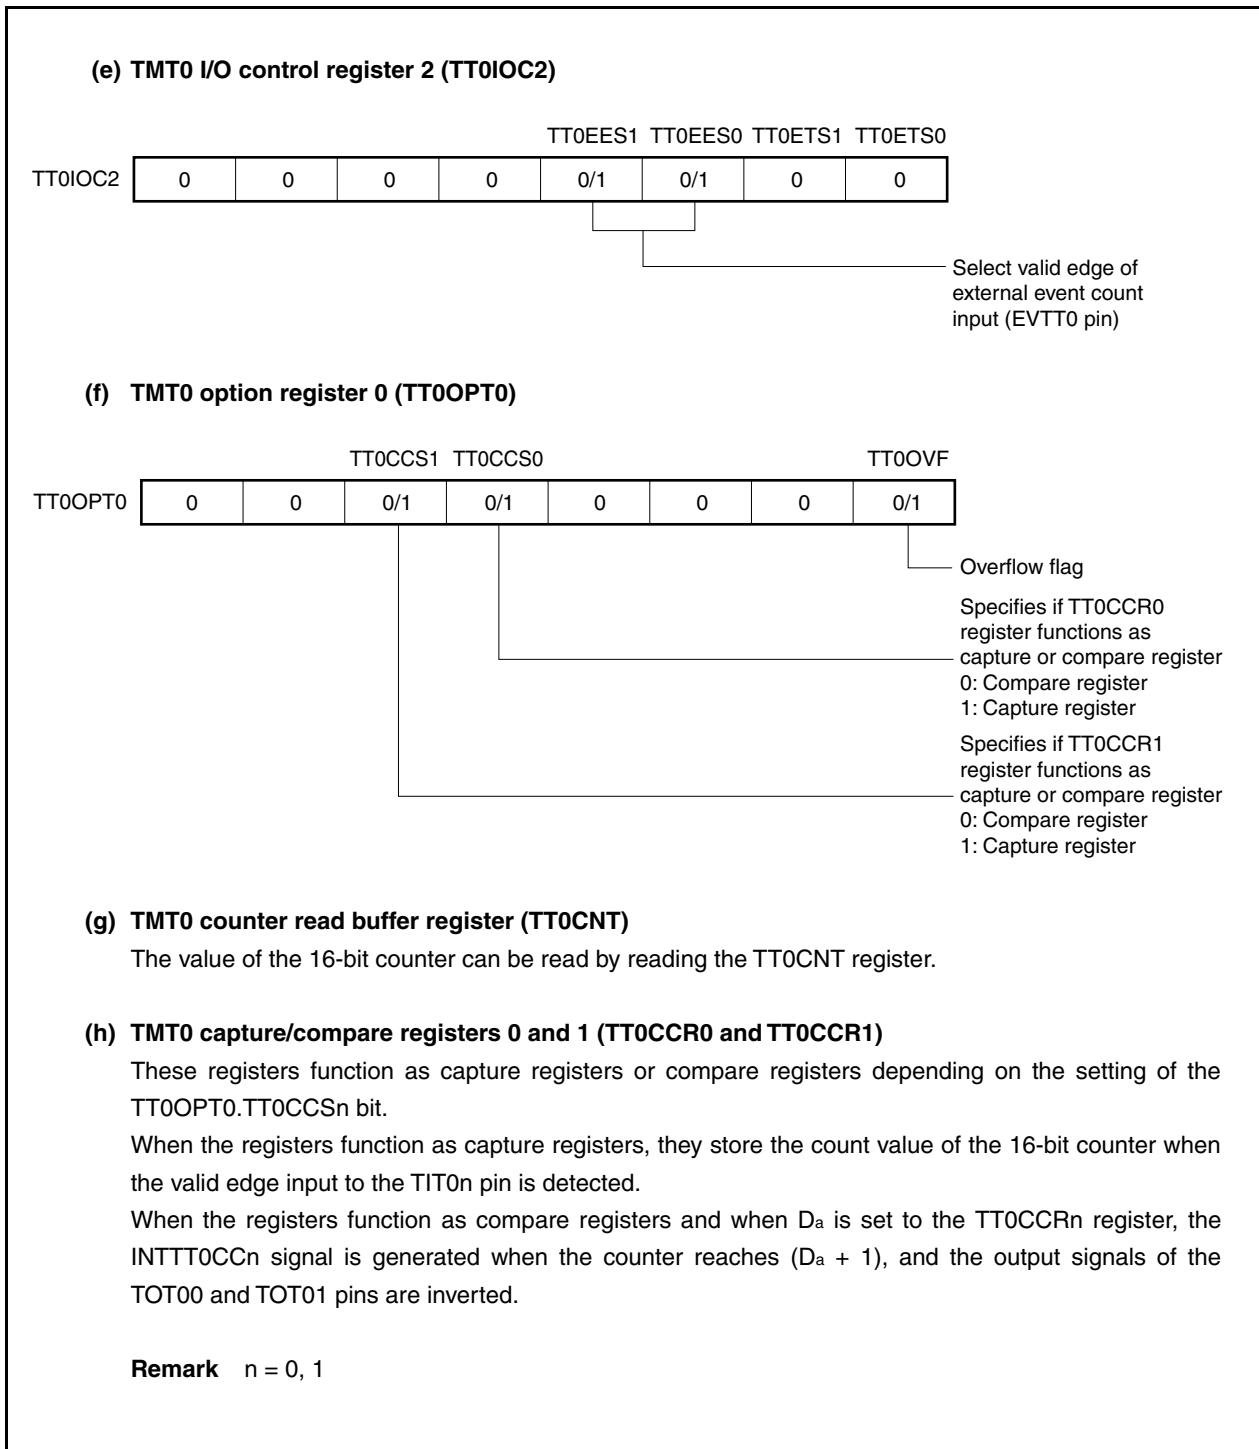 (e) TMT0 I/O control register 2 (TT0IOC2)
TT0EES1 TT0EES0 TT0ETS1 TT0ETS0
TT0IOC2 0 0 0 0 0/1 0/1 0 0
Select valid edge of
external event count
input (EVTT0 pin)
(f) TMT0 option register 0 (TT0OPT0)
TT0CCS1 TT0CCS0 TT0OVF
TT0OPT0 0 0 0/1 0/1 0 0 0 0/1
Overflow flag
Specifies if TT0CCR0
register functions as
capture or compare register
0: Compare register
1: Capture register
Specifies if TT0CCR1
register functions as
capture or compare register
0: Compare register
1: Capture register
(g) TMT0 counter read buffer register (TT0CNT)
The value of the 16-bit counter can be read by reading the TT0CNT register.
(h) TMT0 capture/compare registers 0 and 1 (TT0CCR0 and TT0CCR1)
These registers function as capture registers or compare registers depending on the setting of the
TT0OPT0.TT0CCSn bit.
When the registers function as capture registers, they store the count value of the 16-bit counter when
the valid edge input to the TIT0n pin is detected.
When the registers function as compare registers and when Da is set to the TT0CCRn register, the
INTTT0CCn signal is generated when the counter reaches (Da + 1), and the output signals of the
TOT00 and TOT01 pins are inverted.
Remark n = 0, 1